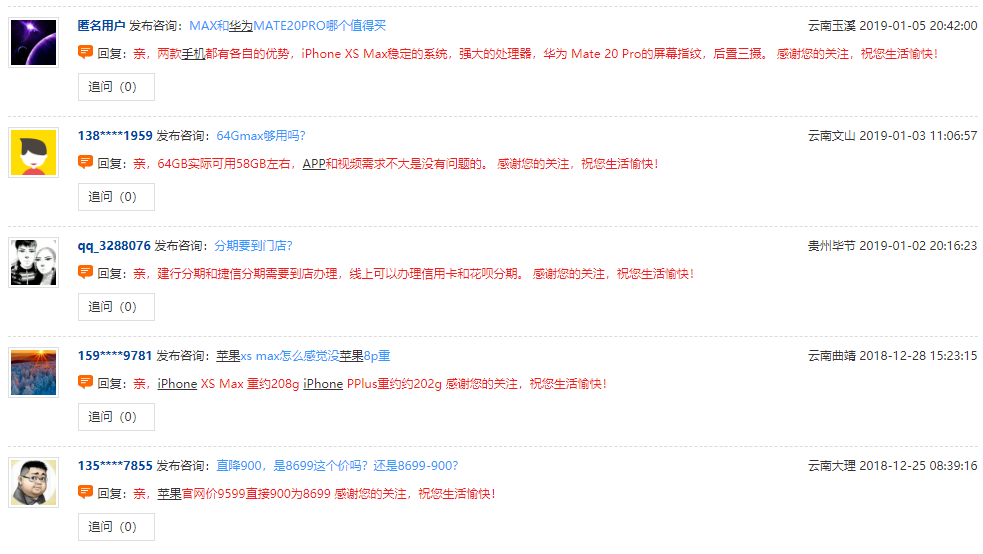 匿名用户 发布咨询：MAX和华为MATE20PRO哪个值得买 云南玉溪 2019-01-05 20:42:00
回复：亲，两款手机都有各自的优势，iPhone XS Max稳定的系统，强大的处理器，华为 Mate 20 Pro的屏幕指纹，后置三摄。 感谢您的关注，祝您生活愉快！
追问（0）
138****1959 发布咨询：64Gmax够用吗？ 云南文山 2019-01-03 11:06:57
回复：亲，64GB实际可用58GB左右，APP和视频需求不大是没有问题的。 感谢您的关注，祝您生活愉快！
追问（0）
qq_3288076 发布咨询：分期要到门店？ 贵州毕节 2019-01-02 20:16:23
回复：亲，建行分期和捷信分期需要到店办理，线上可以办理信用卡和花呗分期。 感谢您的关注，祝您生活愉快！
追问（0）
159****9781 发布咨询：苹果xs max怎么感觉没苹果8p重 云南曲靖 2018-12-28 15:23:15
回复：亲，iPhone XS Max 重约208g iPhone PPlus重约约202g 感谢您的关注，祝您生活愉快！
追问（0）
135****7855 发布咨询：直降900，是8699这个价吗？还是8699-900？ 云南大理 2018-12-25 08:39:16
回复：亲，苹果官网价9599直接900为8699 感谢您的关注，祝您生活愉快！
追问（0）